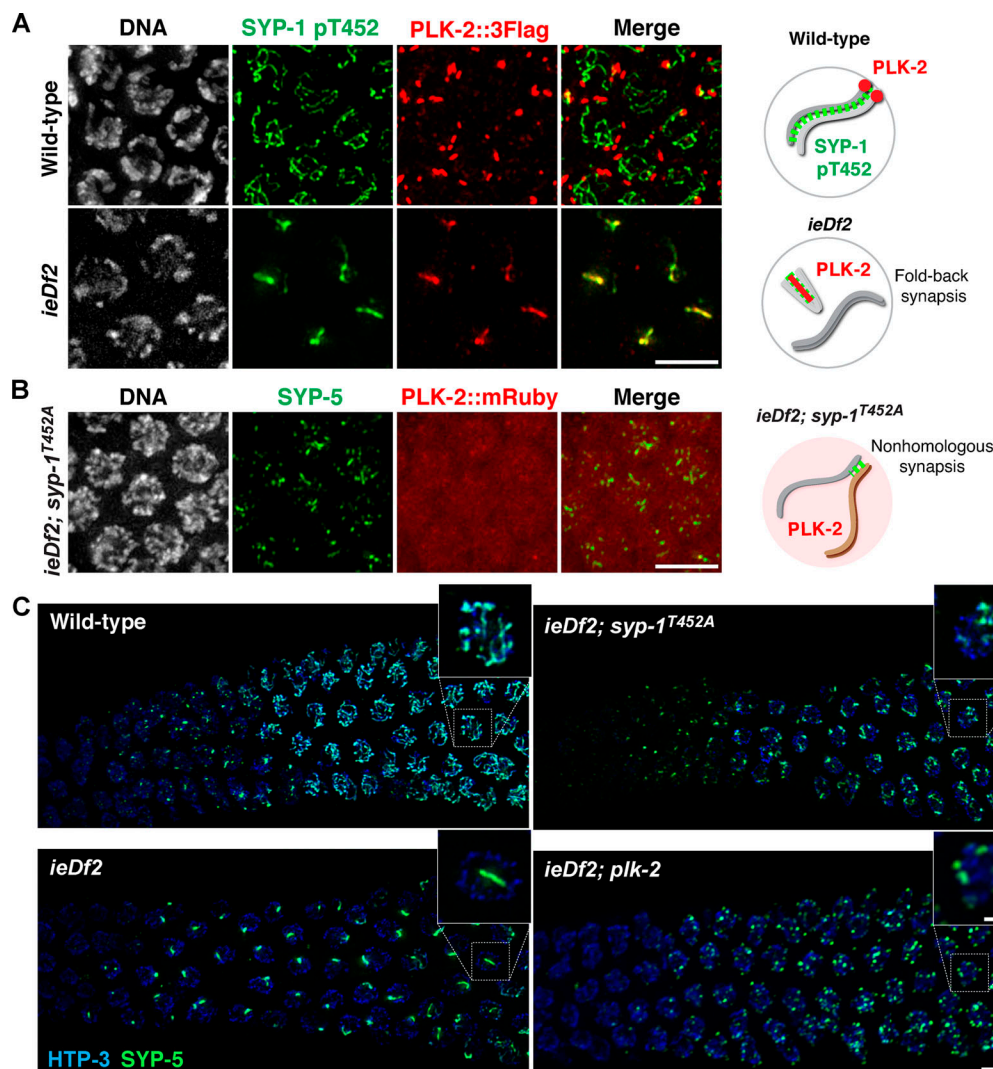 A
DNA SYP-1 pT452 PLK-2::3Flag Merge
Wild-type
Wild-type
PLK-2
SYP-1
pT452
ieDf2
ieDf2
PLK-2
Fold-back
synapsis
B
DNA SYP-5 PLK-2::mRuby Merge
ieDf2; syp-1T452A
ieDf2; syp-1T452A
Nonhomologous
synapsis
PLK-2
C
Wild-type
ieDf2; syp-1T452A
ieDf2
ieDf2; plk-2
HTP-3 SYP-5